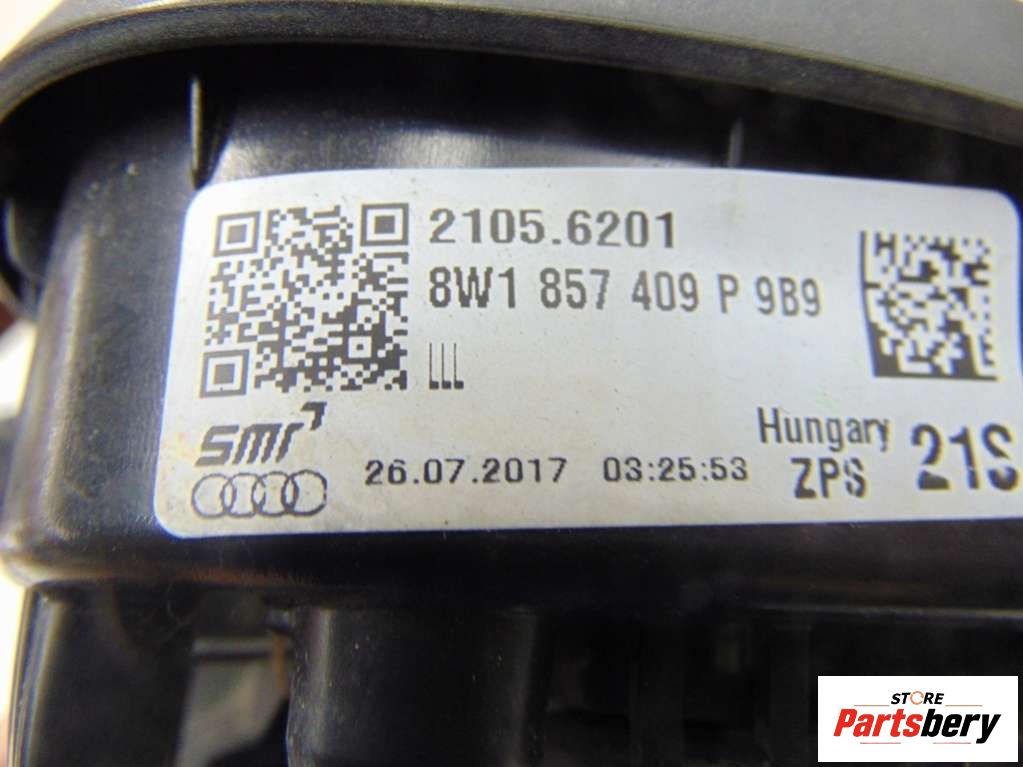 2105.6201
8W1 857 409 P 9B9
LLL
smr
26.07.2017 03:25:53
Hungary
ZPS
21S
STORE
Partsbery